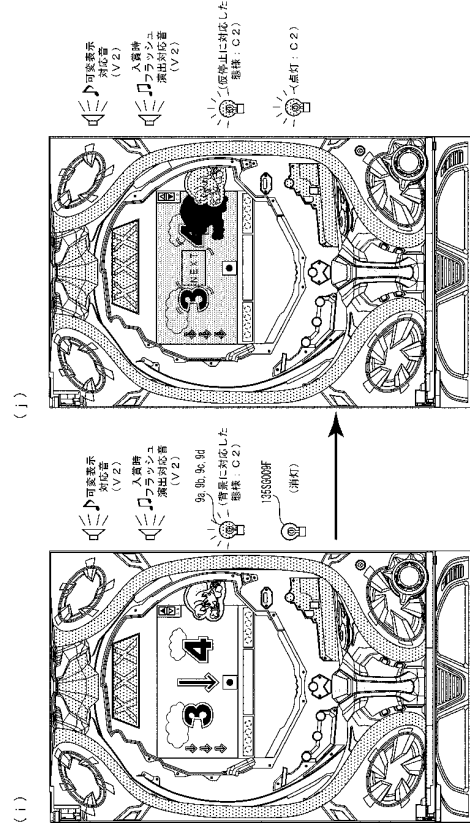 (i)
3
↓
4
♪可変表示
対応音
(V2)
入賞時
♫フラッシュ
演出対応音
(V2)
9a, 9b, 9c, 9d
(背景に対応した
態様:C2)
135SG009F
(消灯)
(j)
3
NEXT
4
♪可変表示
対応音
(V2)
入賞時
♫フラッシュ
演出対応音
(V2)
(仮停止に対応した
態様:C2)
(点灯:C2)